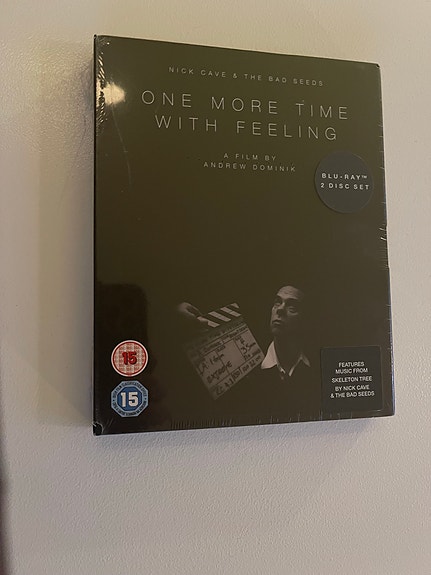 NICK CAVE & THE BAD SEEDS
ONE MORE TIME
WITH FEELING
A FILM BY
ANDREW DOMINIK
BLU-RAY™
2 DISC SET
15
15
FEATURES
MUSIC FROM
SKELETON TREE
BY NICK CAVE
& THE BAD SEEDS